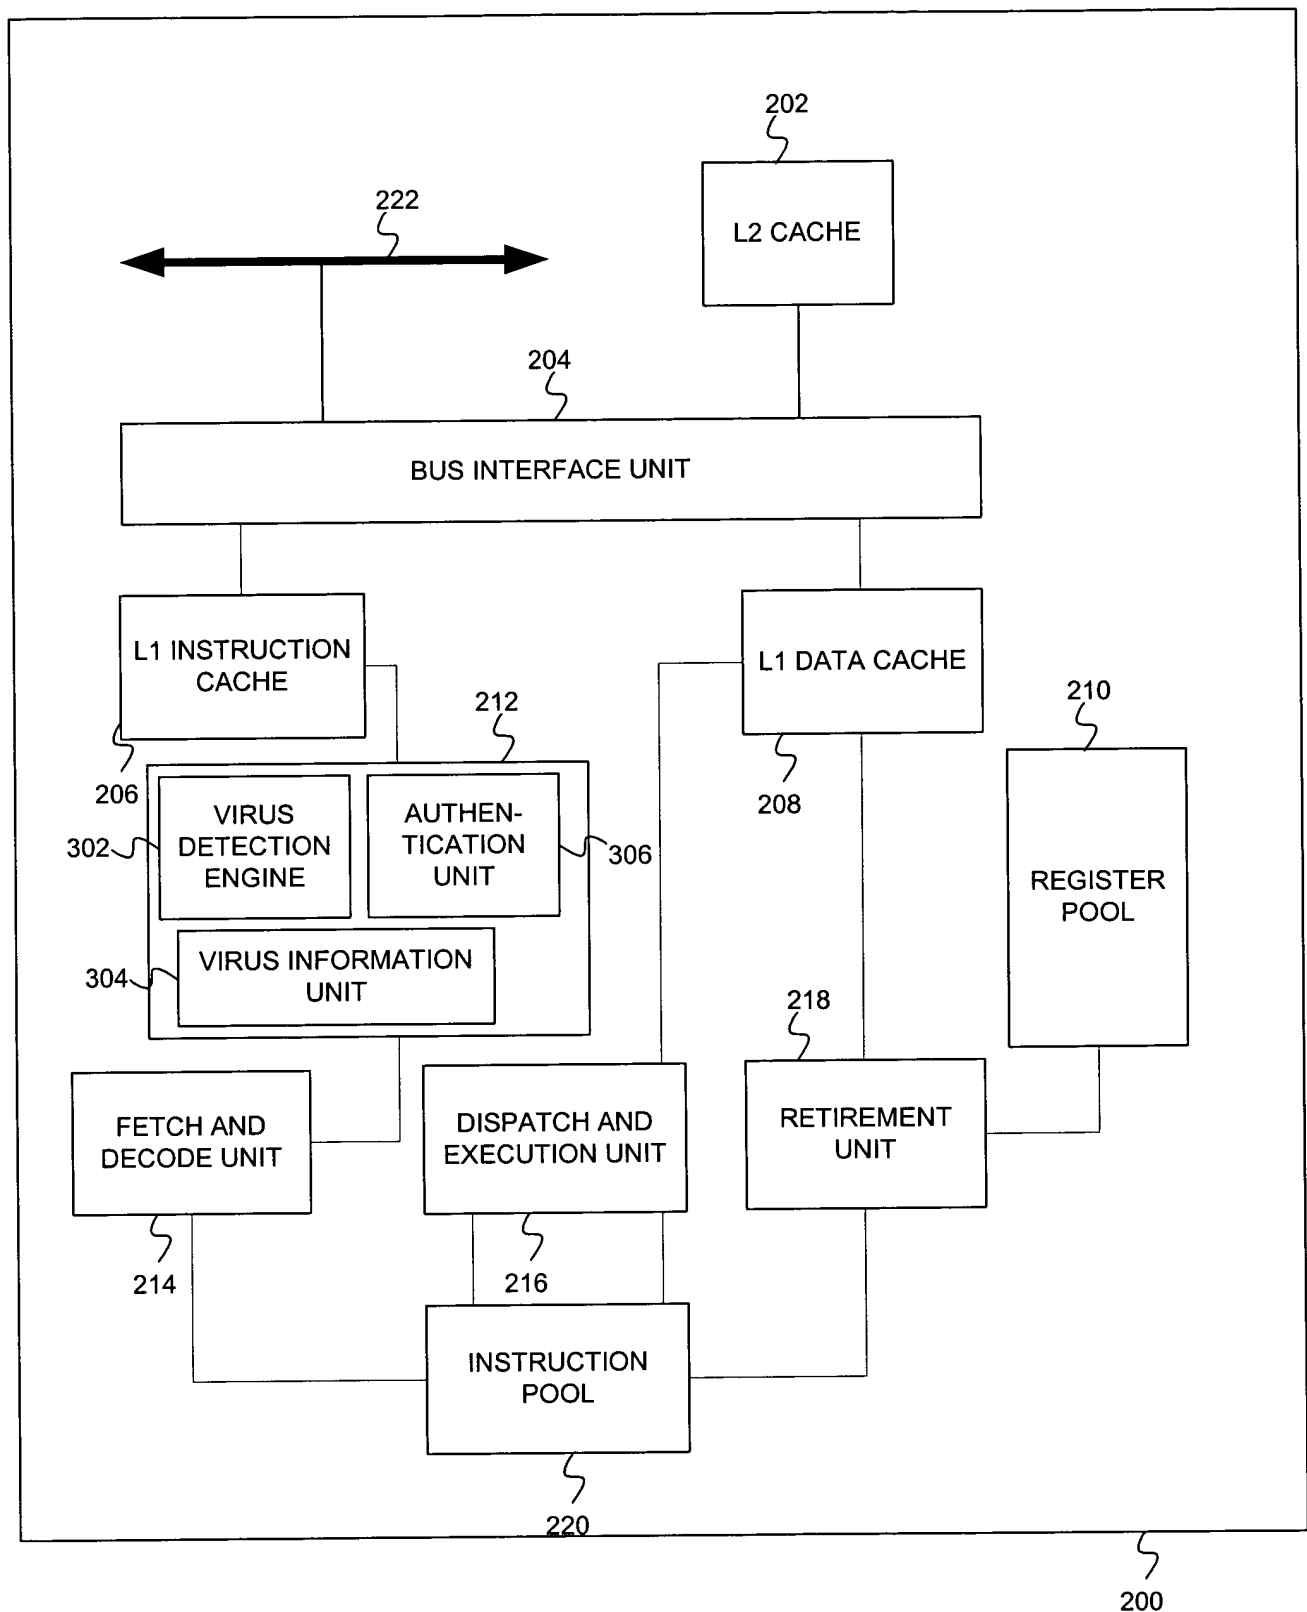 202
222
L2 CACHE
204
BUS INTERFACE UNIT
L1 INSTRUCTION
CACHE
L1 DATA CACHE
212
210
206
208
VIRUS
DETECTION
ENGINE
AUTHEN-
TICATION
UNIT
302
306
REGISTER
POOL
VIRUS INFORMATION
UNIT
304
218
FETCH AND
DECODE UNIT
DISPATCH AND
EXECUTION UNIT
RETIREMENT
UNIT
214
216
INSTRUCTION
POOL
220
200